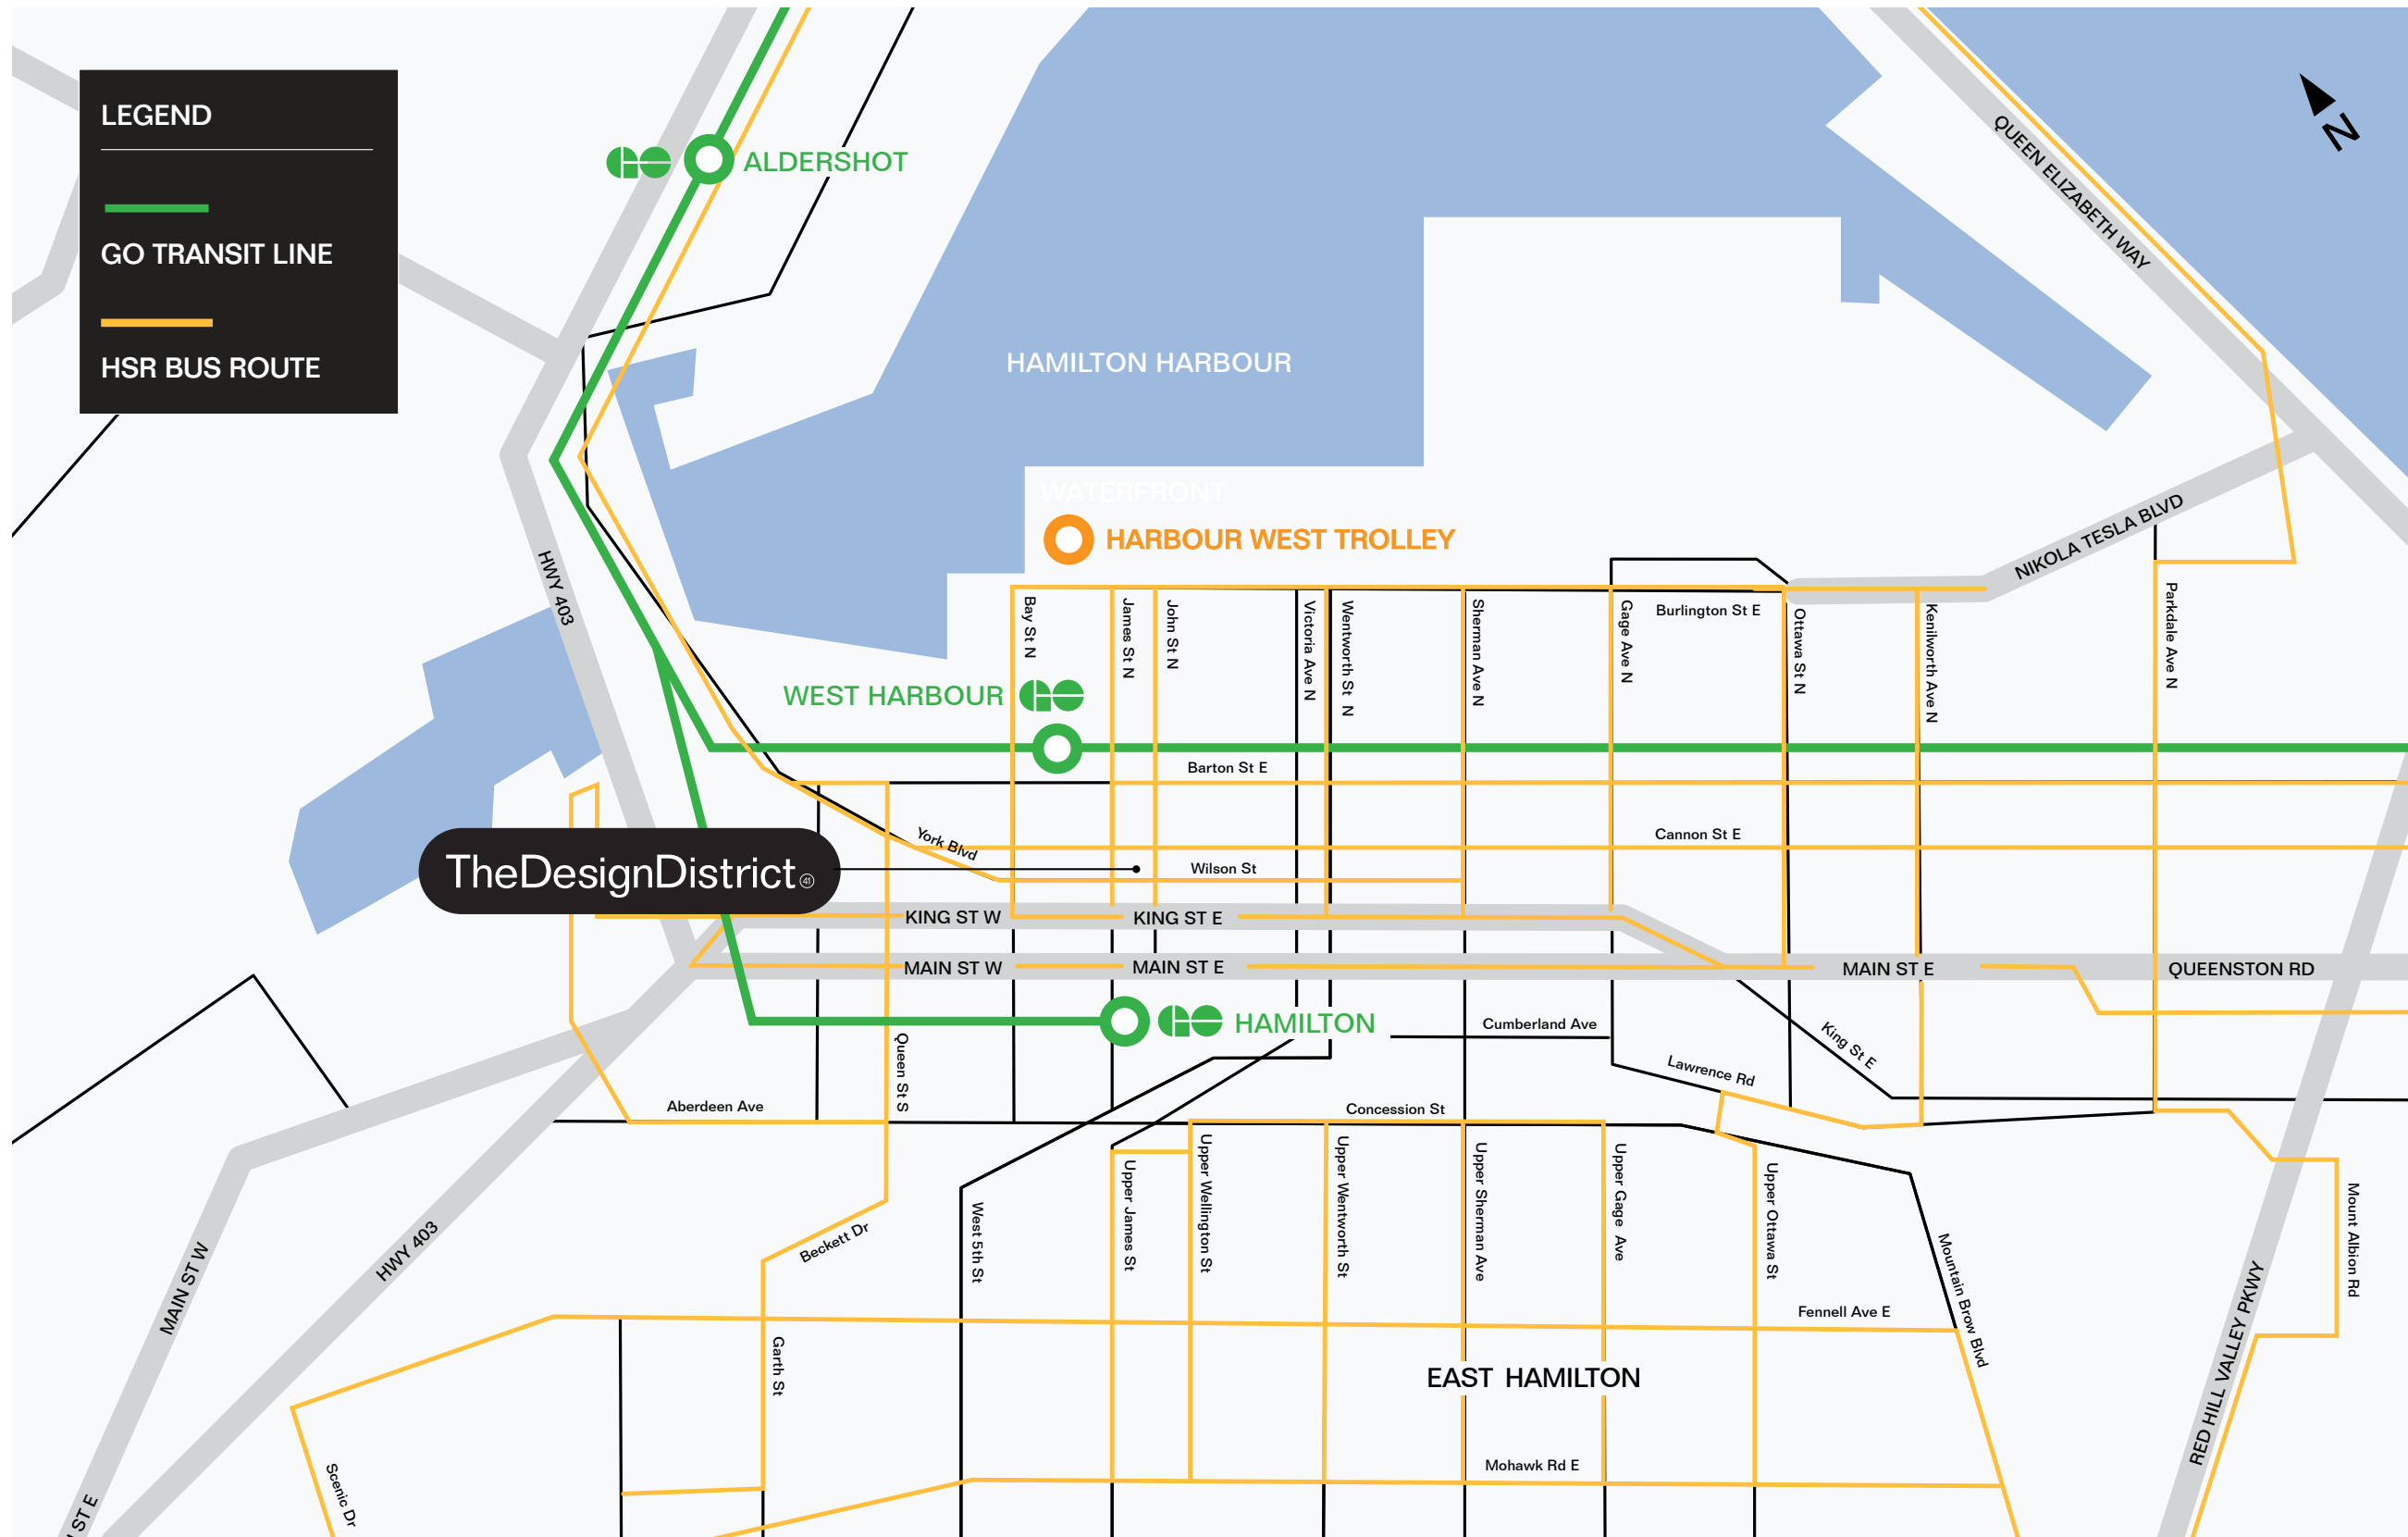 LEGEND
GO TRANSIT LINE
HSR BUS ROUTE
ALDERSHOT
N
QUEEN ELIZABETH WAY
HAMILTON HARBOUR
WATERFRONT
HARBOUR WEST TROLLEY
NIKOLA TESLA BLVD
HWY 403
Bay St N
James St N
John St N
Victoria Ave N
Wentworth St N
Sherman Ave N
Gage Ave N
Burlington St E
Ottawa St N
Kenilworth Ave N
Parkdale Ave N
WEST HARBOUR
Barton St E
York Blvd
Cannon St E
TheDesignDistrict 41
Wilson St
KING ST W
KING ST E
MAIN ST W
MAIN ST E
MAIN ST E
QUEENSTON RD
HAMILTON
Cumberland Ave
King St E
Queen St S
Lawrence Rd
Aberdeen Ave
Concession St
Upper James St
Upper Wellington St
Upper Wentworth St
Upper Sherman Ave
Upper Gage Ave
Upper Ottawa St
Mountain Brow Blvd
Mount Albion Rd
West 5th St
Beckett Dr
MAIN ST W
HWY 403
Fennell Ave E
Garth St
EAST HAMILTON
RED HILL VALLEY PKWY
Mohawk Rd E
Scenic Dr
ST E